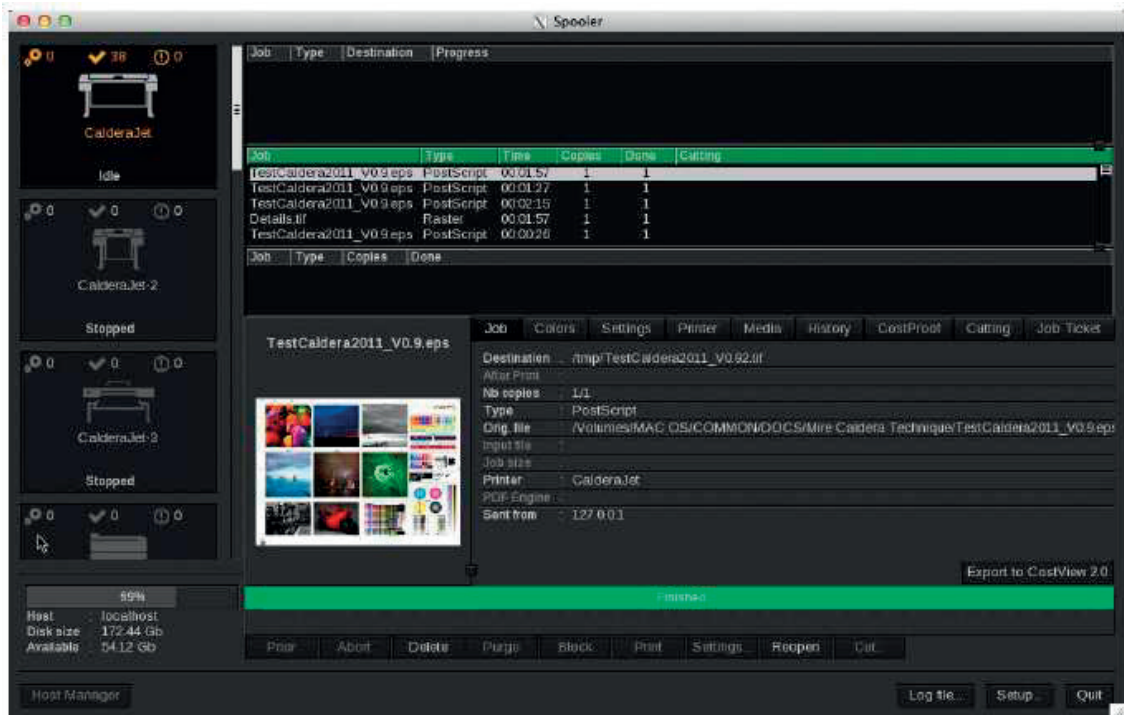 Spooler
0 38 0
CalderaJet
Idle
0 0 0
CalderaJet-2
Stopped
0 0 0
CalderaJet-3
Stopped
0 0 0
Job Type Destination Progress
Job Type Time Copies Done Cutting
TestCaldera2011_V0.9.eps PostScript 00:01:57 1 1
TestCaldera2011_V0.9.eps PostScript 00:01:27 1 1
TestCaldera2011_V0.9.eps PostScript 00:02:15 1 1
Details.tif Raster 00:01:57 1 1
TestCaldera2011_V0.9.eps PostScript 00:00:26 1 1
Job Type Copies Done
TestCaldera2011_V0.9.eps
Job Colors Settings Printer Media History CostProof Cutting Job Ticket
Destination : /tmp/TestCaldera2011_V0.92.tif
After Print :
Nb copies : 1/1
Type : PostScript
Orig. file : /Volumes/MAC OS/COMMON/DOCS/Mire Caldera Technique/TestCaldera2011_V0.9.eps
Input file :
Job size :
Printer : CalderaJet
PDF Engine :
Sent from : 127.0.0.1
Export to CostView 2.0
Finished
69%
Host : localhost
Disk size : 172.44 Gb
Available : 54.12 Gb
Prior Abort Delete Purge Block Print Settings... Reopen Cut...
Host Manager Log file... Setup... Quit